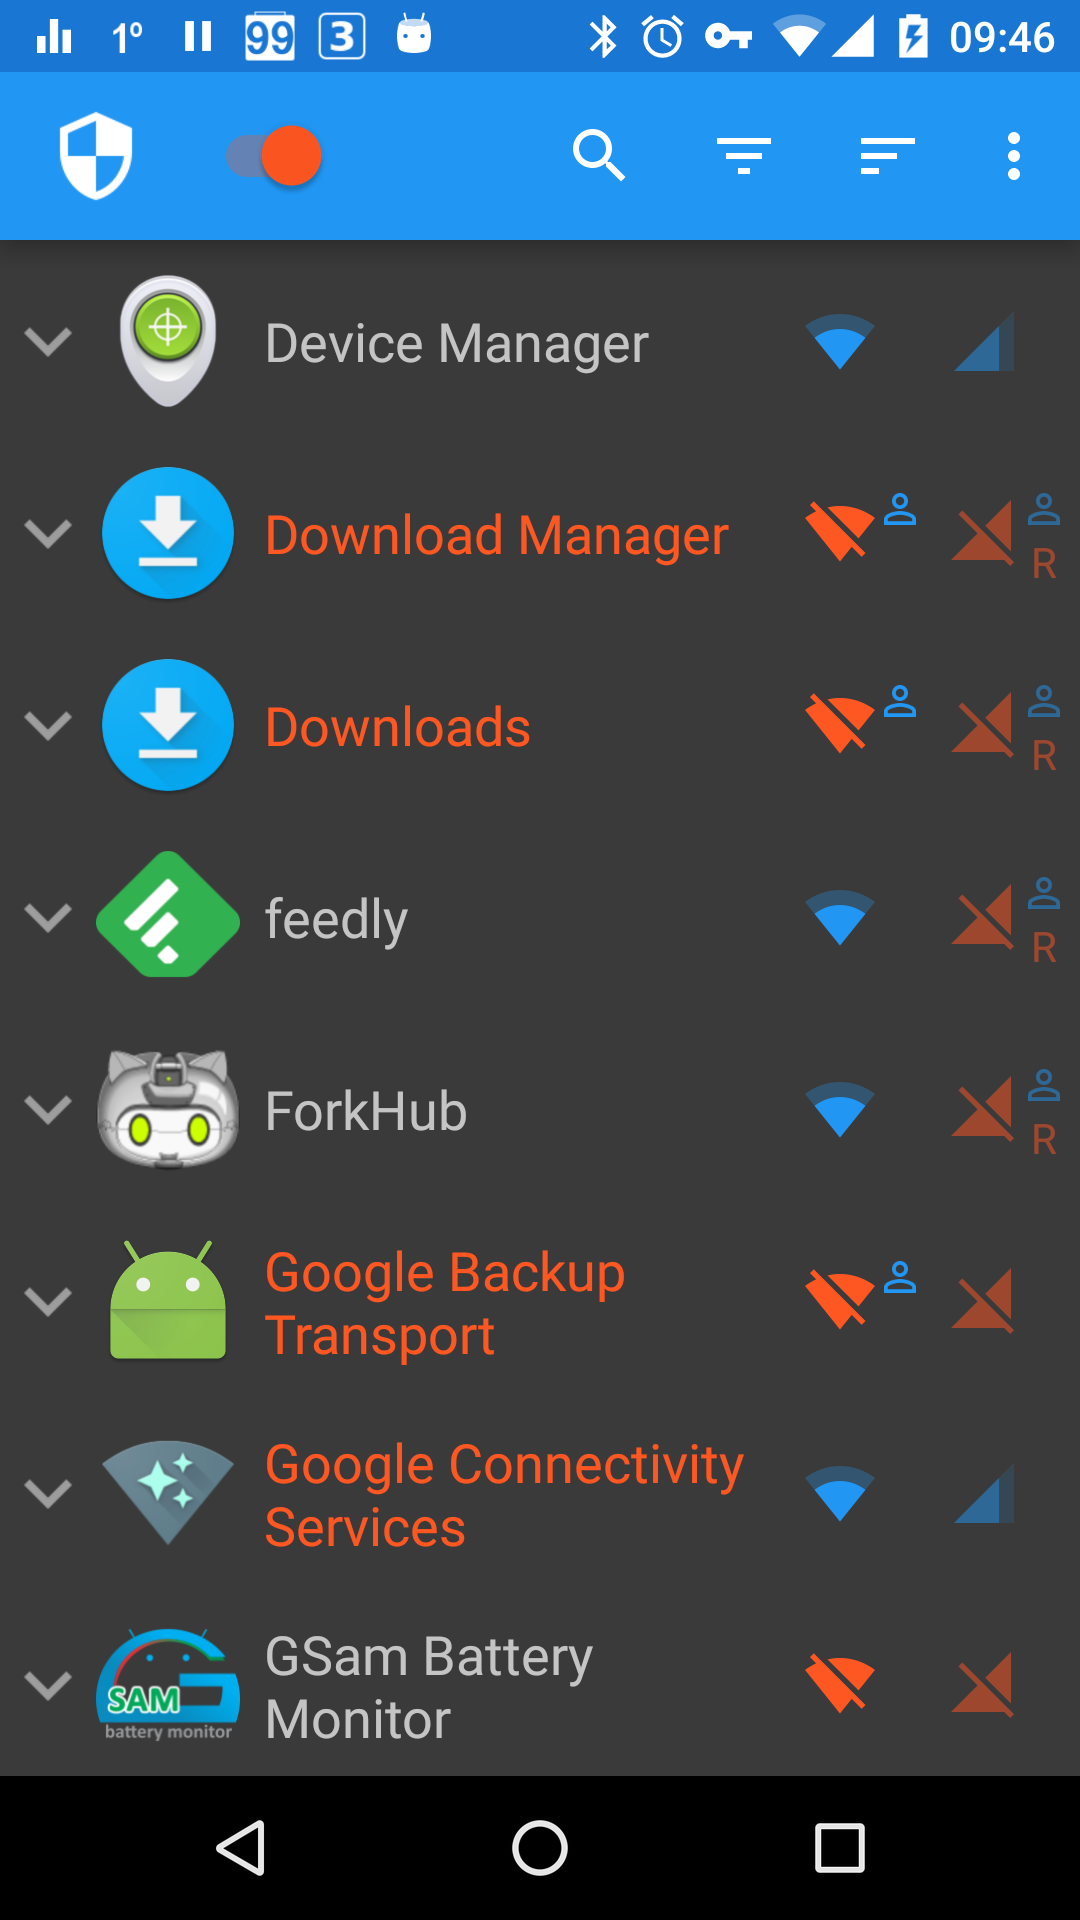 1º 99 3 09:46
Device Manager
Download Manager
R
Downloads
R
feedly
R
ForkHub
R
Google Backup
Transport
Google Connectivity
Services
SAM
battery monitor
GSam Battery
Monitor